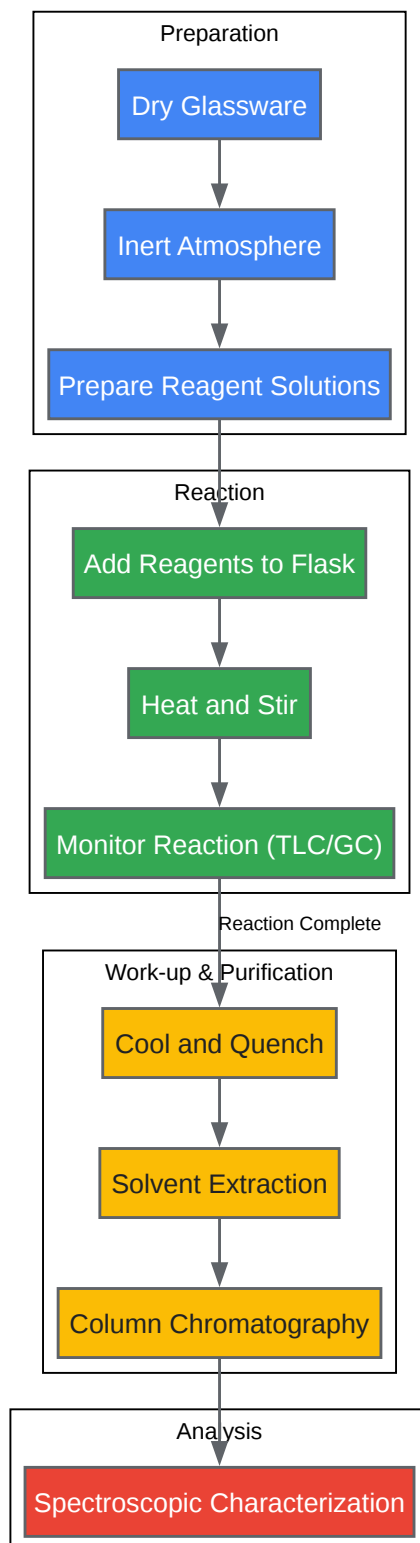 Preparation
Dry Glassware
Inert Atmosphere
Prepare Reagent Solutions
Reaction
Add Reagents to Flask
Heat and Stir
Monitor Reaction (TLC/GC)
Reaction Complete
Work-up & Purification
Cool and Quench
Solvent Extraction
Column Chromatography
Analysis
Spectroscopic Characterization